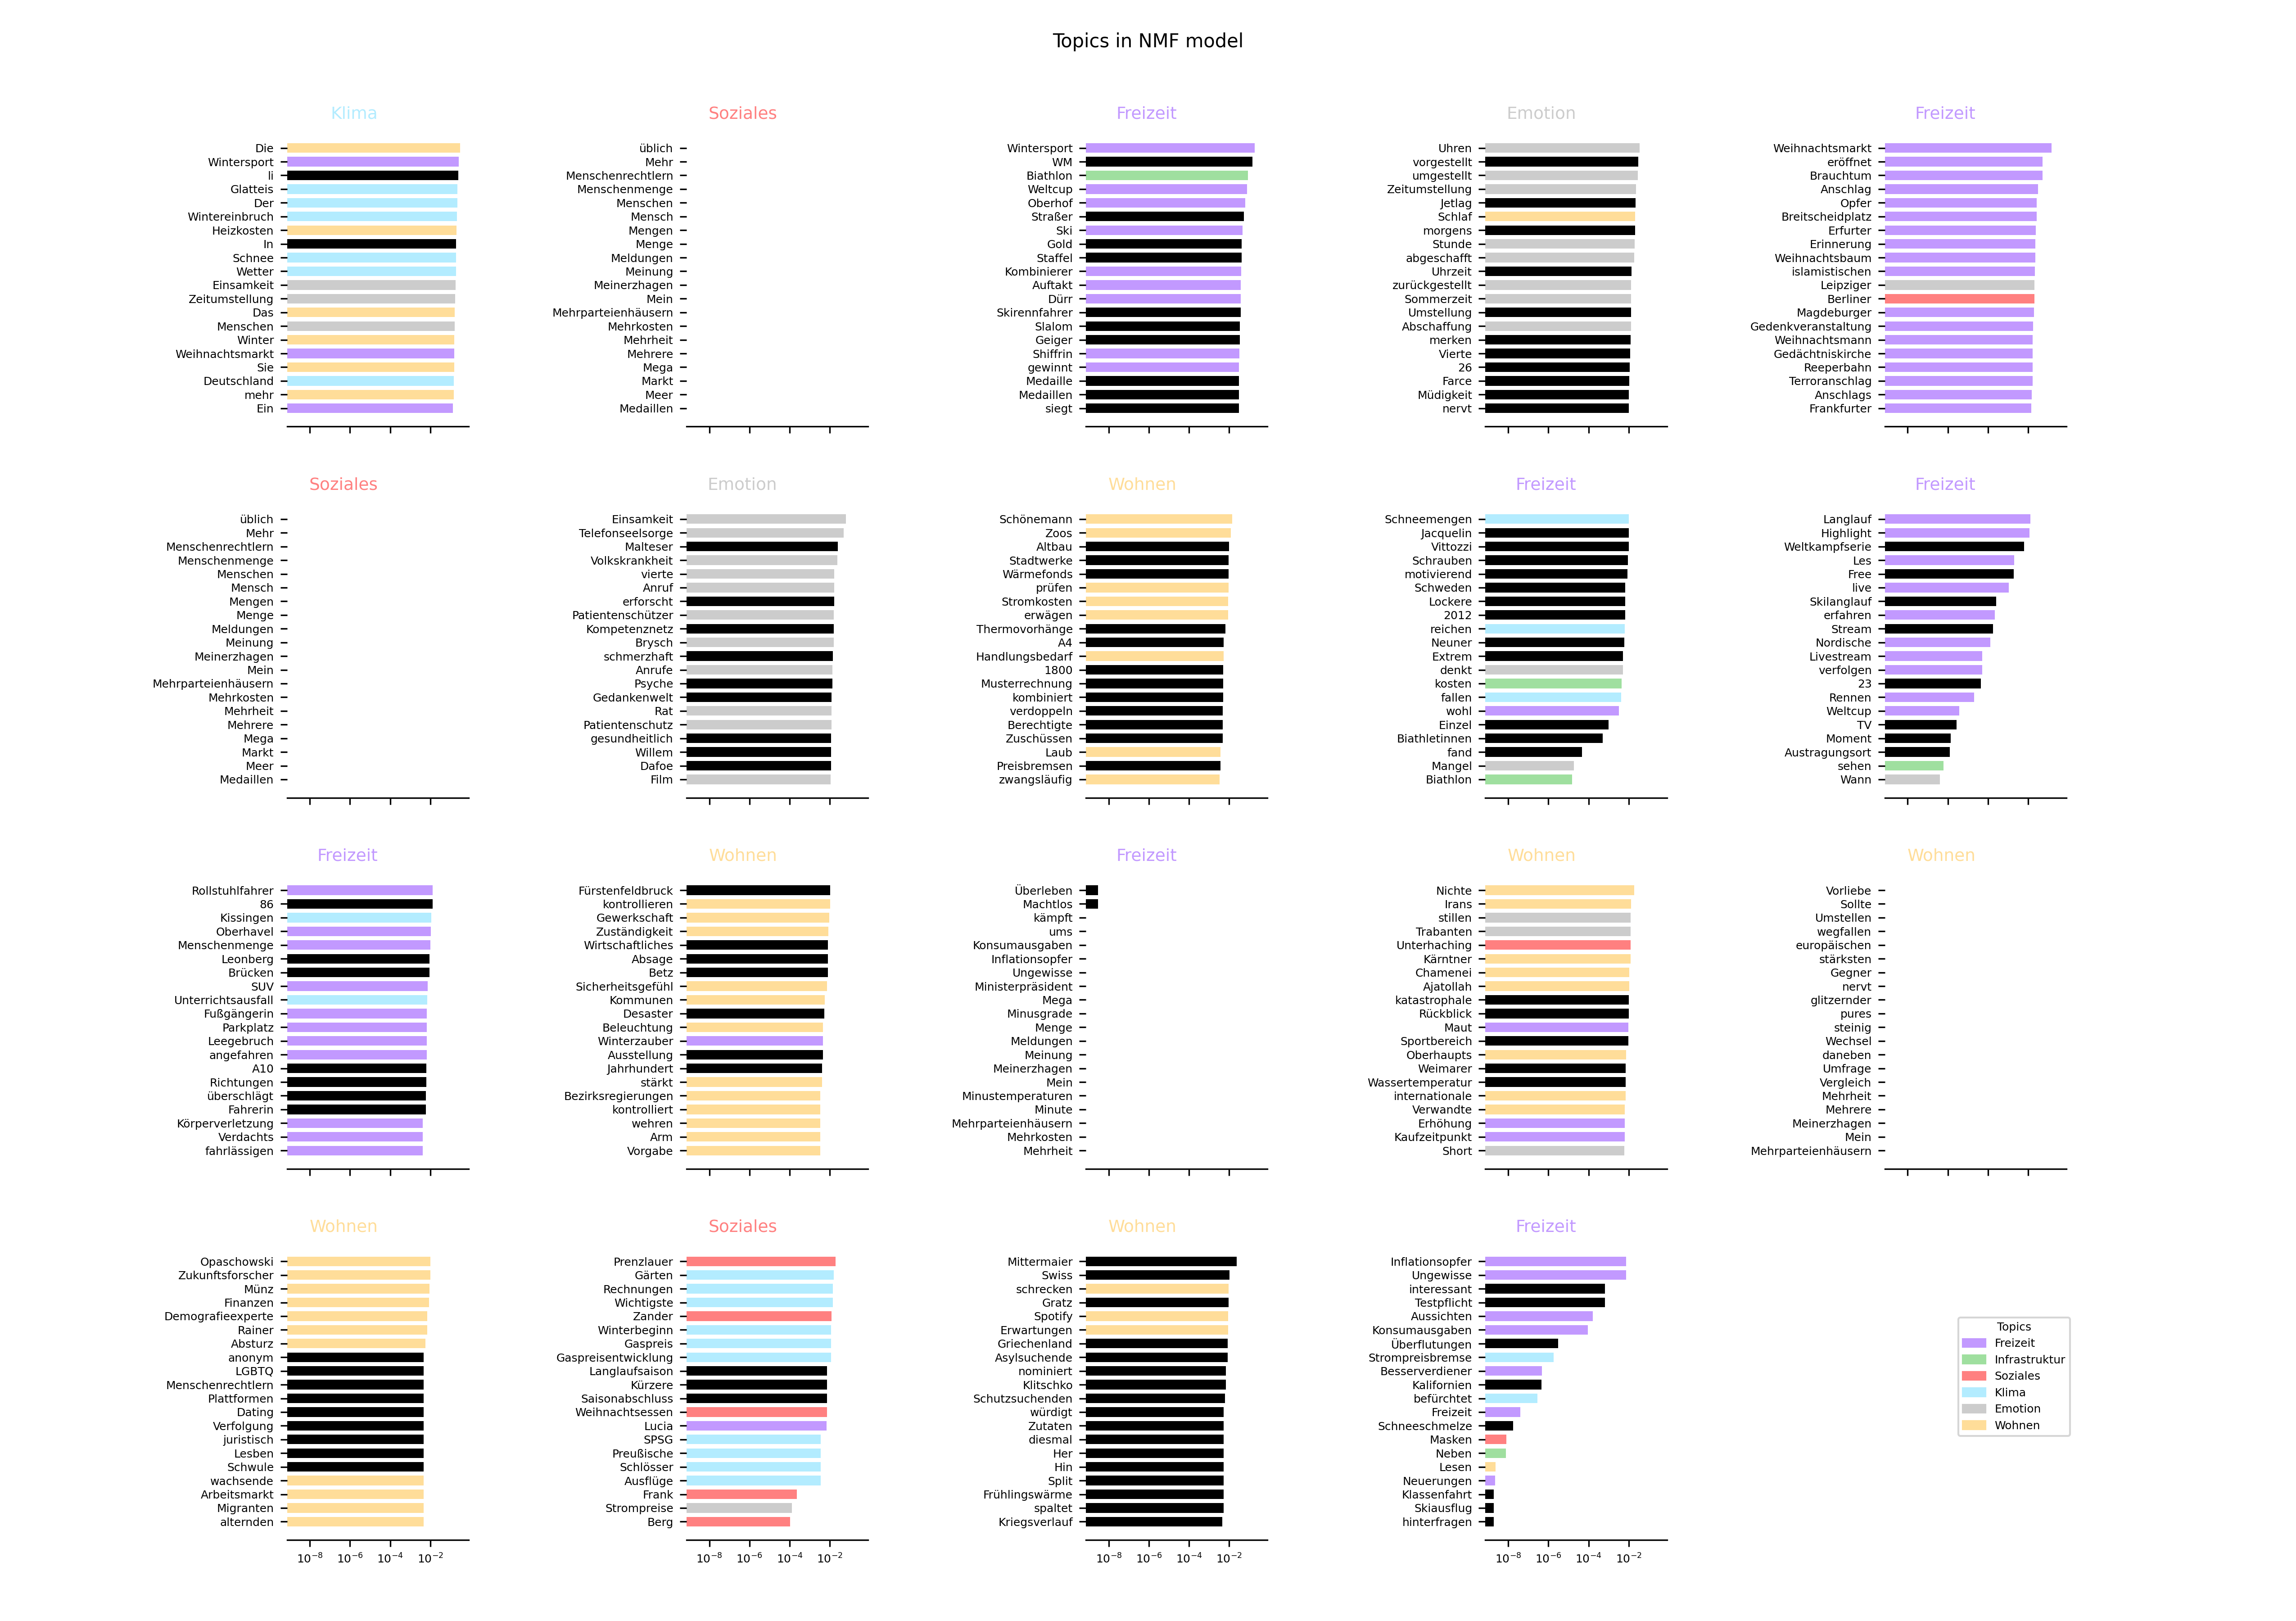 Topics in NMF model
Klima
Die
Wintersport
li
Glatteis
Der
Wintereinbruch
Heizkosten
In
Schnee
Wetter
Einsamkeit
Zeitumstellung
Das
Menschen
Winter
Weihnachtsmarkt
Sie
Deutschland
mehr
Ein
Soziales
üblich
Mehr
Menschenrechtlern
Menschenmenge
Menschen
Mensch
Mengen
Menge
Meldungen
Meinung
Meinerzhagen
Mein
Mehrparteienhäusern
Mehrkosten
Mehrheit
Mehrere
Mega
Markt
Meer
Medaillen
Freizeit
Wintersport
WM
Biathlon
Weltcup
Oberhof
Straßer
Ski
Gold
Staffel
Kombinierer
Auftakt
Dürr
Skirennfahrer
Slalom
Geiger
Shiffrin
gewinnt
Medaille
Medaillen
siegt
Emotion
Uhren
vorgestellt
umgestellt
Zeitumstellung
Jetlag
Schlaf
morgens
Stunde
abgeschafft
Uhrzeit
zurückgestellt
Sommerzeit
Umstellung
Abschaffung
merken
Vierte
26
Farce
Müdigkeit
nervt
Freizeit
Weihnachtsmarkt
eröffnet
Brauchtum
Anschlag
Opfer
Breitscheidplatz
Erfurter
Erinnerung
Weihnachtsbaum
islamistischen
Leipziger
Berliner
Magdeburger
Gedenkveranstaltung
Weihnachtsmann
Gedächtniskirche
Reeperbahn
Terroranschlag
Anschlags
Frankfurter
Soziales
üblich
Mehr
Menschenrechtlern
Menschenmenge
Menschen
Mensch
Mengen
Menge
Meldungen
Meinung
Meinerzhagen
Mein
Mehrparteienhäusern
Mehrkosten
Mehrheit
Mehrere
Mega
Markt
Meer
Medaillen
Emotion
Einsamkeit
Telefonseelsorge
Malteser
Volkskrankheit
vierte
Anruf
erforscht
Patientenschützer
Kompetenznetz
Brysch
schmerzhaft
Anrufe
Psyche
Gedankenwelt
Rat
Patientenschutz
gesundheitlich
Willem
Dafoe
Film
Wohnen
Schönemann
Zoos
Altbau
Stadtwerke
Wärmefonds
prüfen
Stromkosten
erwägen
Thermovorhänge
A4
Handlungsbedarf
1800
Musterrechnung
kombiniert
verdoppeln
Berechtigte
Zuschüssen
Laub
Preisbremsen
zwangsläufig
Freizeit
Schneemengen
Jacquelin
Vittozzi
Schrauben
motivierend
Schweden
Lockere
2012
reichen
Neuner
Extrem
denkt
kosten
fallen
wohl
Einzel
Biathletinnen
fand
Mangel
Biathlon
Freizeit
Langlauf
Highlight
Weltkampfserie
Les
Free
live
Skilanglauf
erfahren
Stream
Nordische
Livestream
verfolgen
23
Rennen
Weltcup
TV
Moment
Austragungsort
sehen
Wann
Freizeit
Rollstuhlfahrer
86
Kissingen
Oberhavel
Menschenmenge
Leonberg
Brücken
SUV
Unterrichtsausfall
Fußgängerin
Parkplatz
Leegebruch
angefahren
A10
Richtungen
überschlägt
Fahrerin
Körperverletzung
Verdachts
fahrlässigen
Wohnen
Fürstenfeldbruck
kontrollieren
Gewerkschaft
Zuständigkeit
Wirtschaftliches
Absage
Betz
Sicherheitsgefühl
Kommunen
Desaster
Beleuchtung
Winterzauber
Ausstellung
Jahrhundert
stärkt
Bezirksregierungen
kontrolliert
wehren
Arm
Vorgabe
Freizeit
Überleben
Machtlos
kämpft
ums
Konsumausgaben
Inflationsopfer
Ungewisse
Ministerpräsident
Mega
Minusgrade
Menge
Meldungen
Meinung
Meinerzhagen
Mein
Minustemperaturen
Minute
Mehrparteienhäusern
Mehrkosten
Mehrheit
Wohnen
Nichte
Irans
stillen
Trabanten
Unterhaching
Kärntner
Chamenei
Ajatollah
katastrophale
Rückblick
Maut
Sportbereich
Oberhaupts
Weimarer
Wassertemperatur
internationale
Verwandte
Erhöhung
Kaufzeitpunkt
Short
Wohnen
Vorliebe
Sollte
Umstellen
wegfallen
europäischen
stärksten
Gegner
nervt
glitzernder
pures
steinig
Wechsel
daneben
Umfrage
Vergleich
Mehrheit
Mehrere
Meinerzhagen
Mein
Mehrparteienhäusern
Wohnen
Opaschowski
Zukunftsforscher
Münz
Finanzen
Demografieexperte
Rainer
Absturz
anonym
LGBTQ
Menschenrechtlern
Plattformen
Dating
Verfolgung
juristisch
Lesben
Schwule
wachsende
Arbeitsmarkt
Migranten
alternden
10⁻⁸ 10⁻⁶ 10⁻⁴ 10⁻²
Soziales
Prenzlauer
Gärten
Rechnungen
Wichtigste
Zander
Winterbeginn
Gaspreis
Gaspreisentwicklung
Langlaufsaison
Kürzere
Saisonabschluss
Weihnachtsessen
Lucia
SPSG
Preußische
Schlösser
Ausflüge
Frank
Strompreise
Berg
10⁻⁸ 10⁻⁶ 10⁻⁴ 10⁻²
Wohnen
Mittermaier
Swiss
schrecken
Gratz
Spotify
Erwartungen
Griechenland
Asylsuchende
nominiert
Klitschko
Schutzsuchenden
würdigt
Zutaten
diesmal
Her
Hin
Split
Frühlingswärme
spaltet
Kriegsverlauf
10⁻⁸ 10⁻⁶ 10⁻⁴ 10⁻²
Freizeit
Inflationsopfer
Ungewisse
interessant
Testpflicht
Aussichten
Konsumausgaben
Überflutungen
Strompreisbremse
Besserverdiener
Kalifornien
befürchtet
Freizeit
Schneeschmelze
Masken
Neben
Lesen
Neuerungen
Klassenfahrt
Skiausflug
hinterfragen
10⁻⁸ 10⁻⁶ 10⁻⁴ 10⁻²
Topics
Freizeit
Infrastruktur
Soziales
Klima
Emotion
Wohnen